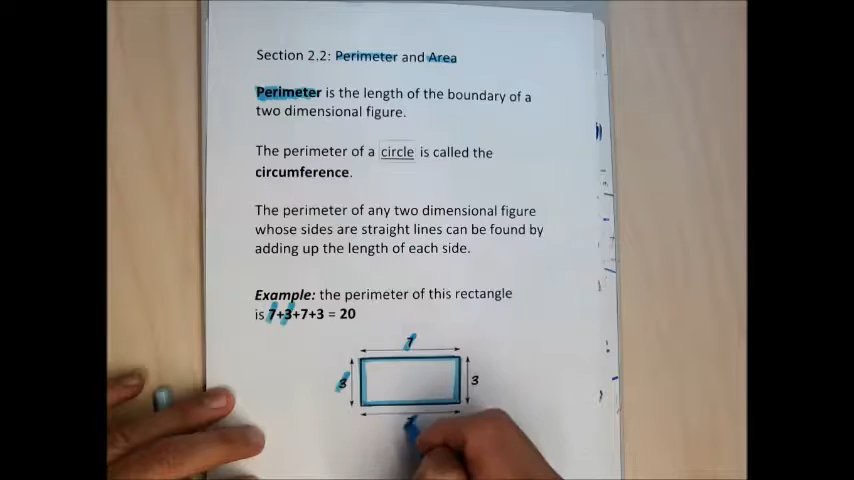 Section 2.2: Perimeter and Area
Perimeter is the length of the boundary of a
two dimensional figure.
The perimeter of a circle is called the
circumference.
The perimeter of any two dimensional figure
whose sides are straight lines can be found by
adding up the length of each side.
Example: the perimeter of this rectangle
is 7+3+7+3 = 20
7
3
3